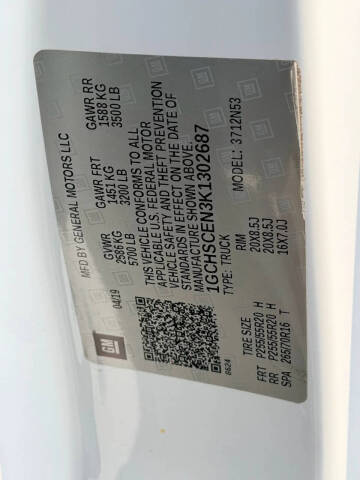 MFD BY GENERAL MOTORS LLC
04/19
GVWR
2586 KG
5700 LB
GAWR FRT
1451 KG
3200 LB
GAWR RR
1588 KG
3500 LB
THIS VEHICLE CONFORMS TO ALL
APPLICABLE U.S. FEDERAL MOTOR
VEHICLE SAFETY AND THEFT PREVENTION
STANDARDS IN EFFECT ON THE DATE OF
MANUFACTURE SHOWN ABOVE.
1GCHSCEN3K1302687
TYPE: TRUCK
MODEL: 3712N53
GM
8624
TIRE SIZE
RIM
FRT P255/55R20 H 20X8.5J
RR P255/55R20 H 20X8.5J
SPA 265/70R16 T 16X7.0J